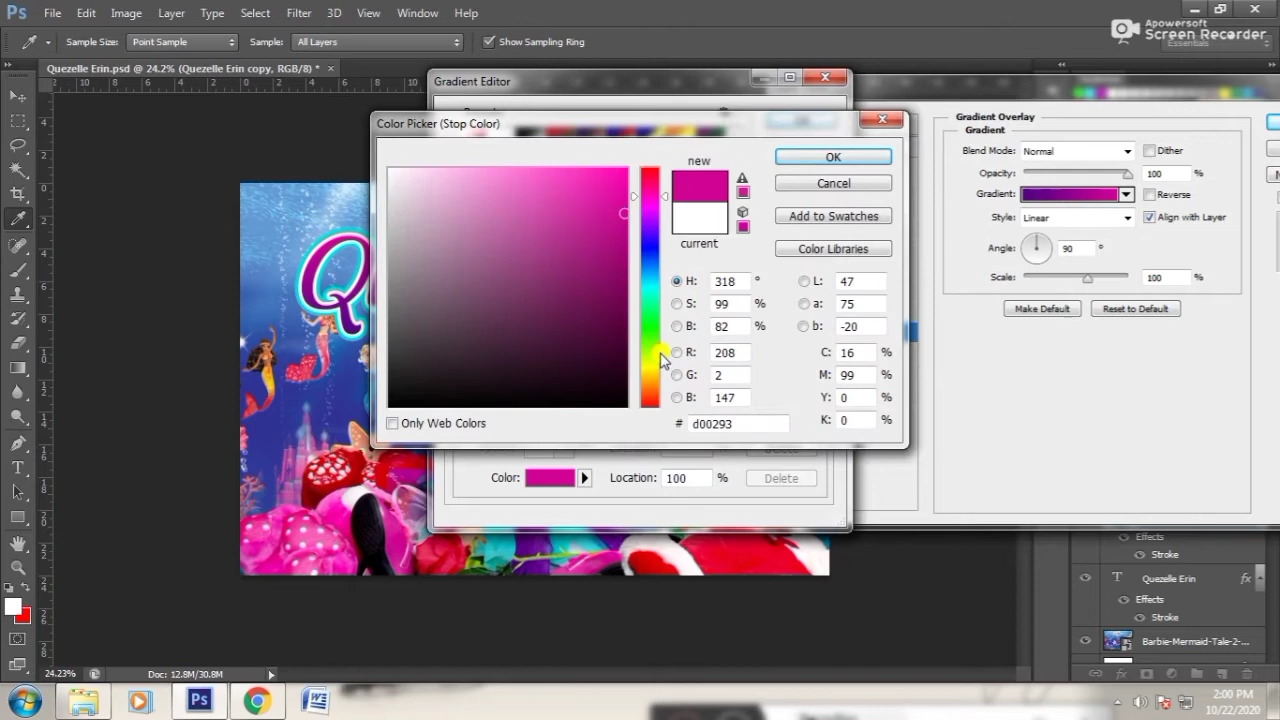 Ps File Edit Image Layer Type Select Filter 3D View Window Help
Apowersoft
Screen Recorder
Sample Size: Point Sample Sample: All Layers Show Sampling Ring Essentials
Quezelle Erin.psd @ 24.2% (Quezelle Erin copy, RGB/8) * ×
Gradient Editor
Color Picker (Stop Color)
new
OK
Cancel
Add to Swatches
current
Color Libraries
H: 318 ° L: 47
S: 99 % a: 75
B: 82 % b: -20
R: 208 C: 16 %
G: 2 M: 99 %
B: 147 Y: 0 %
# d00293 K: 0 %
Only Web Colors
Color: Location: 100 % Delete
Gradient Overlay
Gradient
Blend Mode: Normal Dither
Opacity: 100 %
Gradient: Reverse
Style: Linear Align with Layer
Angle: 90 °
Scale: 100 %
Make Default Reset to Default
Effects
Stroke
T Quezelle Erin fx
Effects
Stroke
Barbie-Mermaid-Tale-2-...
24.23% Doc: 12.8M/30.8M
Ps
2:00 PM
10/22/2020